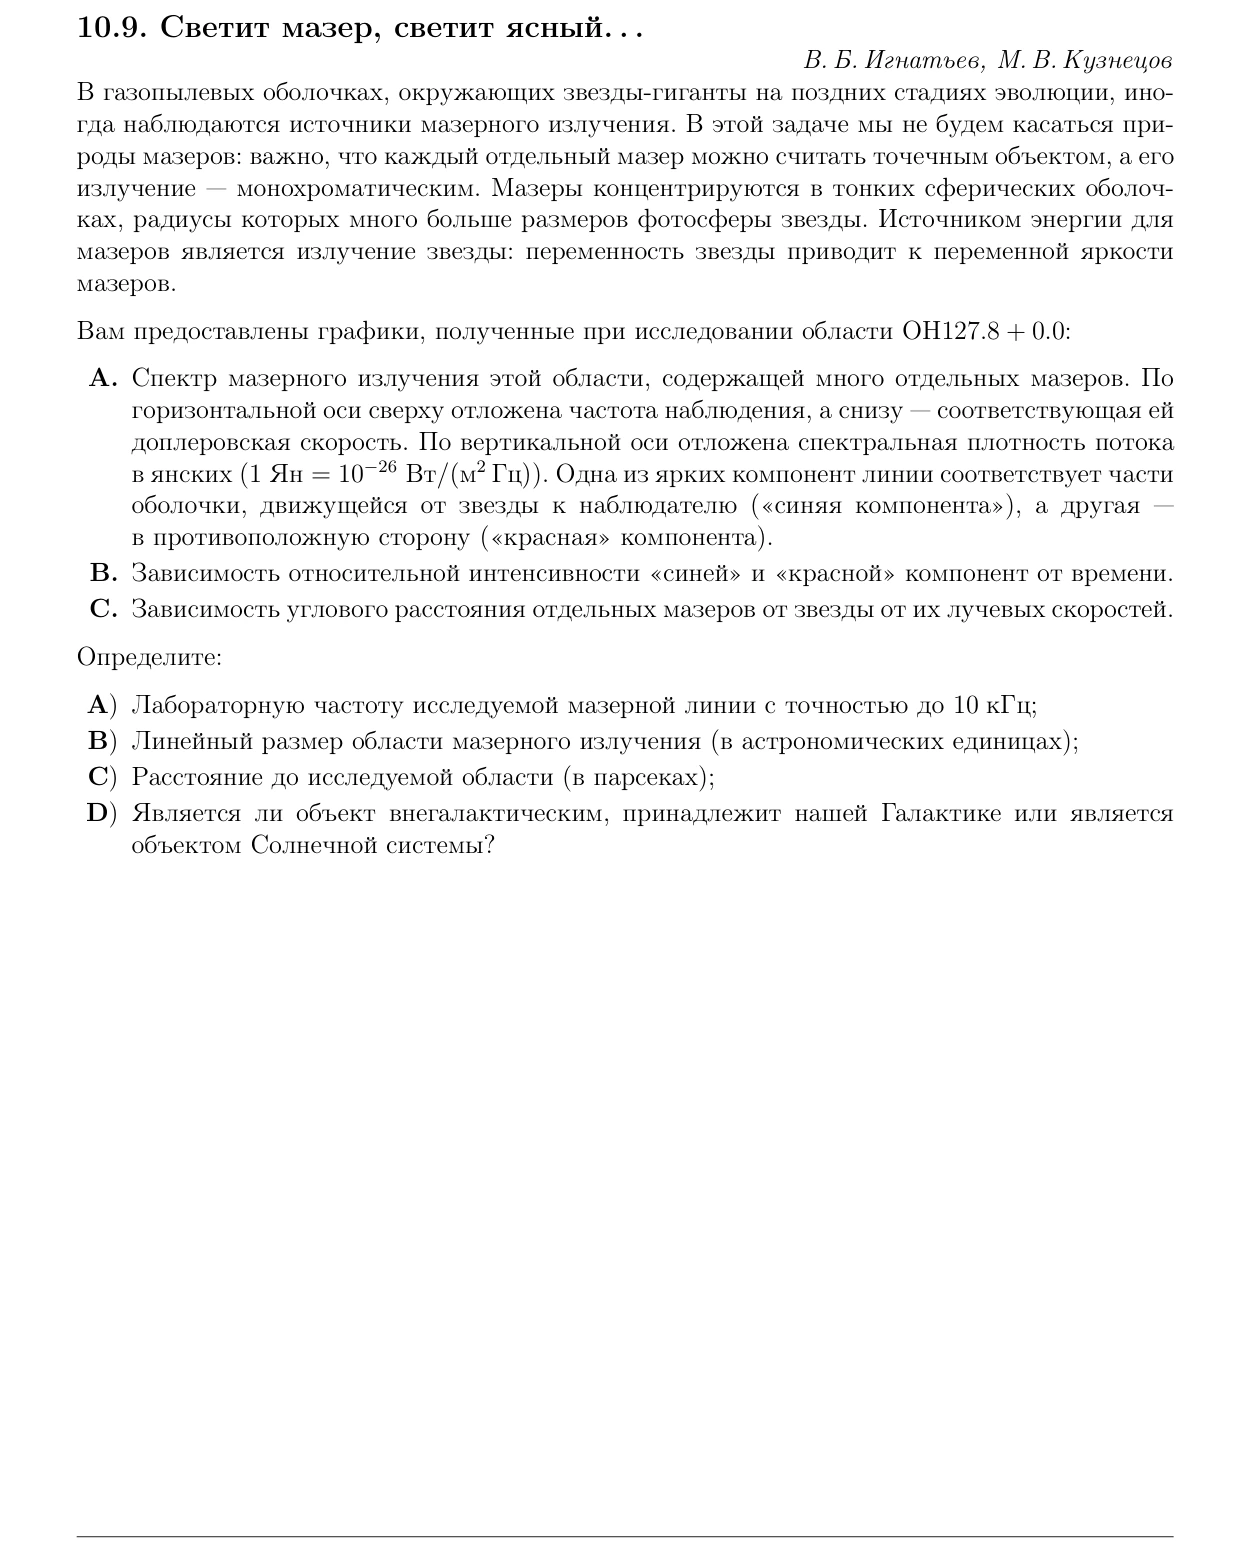 10.9. Светит мазер, светит ясный. . .
В. Б. Игнатьев, М. В. Кузнецов
В газопылевых оболочках, окружающих звезды-гиганты на поздних стадиях эволюции, ино-
гда наблюдаются источники мазерного излучения. В этой задаче мы не будем касаться при-
роды мазеров: важно, что каждый отдельный мазер можно считать точечным объектом, а его
излучение — монохроматическим. Мазеры концентрируются в тонких сферических оболоч-
ках, радиусы которых много больше размеров фотосферы звезды. Источником энергии для
мазеров является излучение звезды: переменность звезды приводит к переменной яркости
мазеров.
Вам предоставлены графики, полученные при исследовании области OH127.8 + 0.0:
A. Спектр мазерного излучения этой области, содержащей много отдельных мазеров. По
горизонтальной оси сверху отложена частота наблюдения, а снизу — соответствующая ей
доплеровская скорость. По вертикальной оси отложена спектральная плотность потока
в янских (1 Ян = 10⁻²⁶ Вт/(м² Гц)). Одна из ярких компонент линии соответствует части
оболочки, движущейся от звезды к наблюдателю («синяя компонента»), а другая —
в противоположную сторону («красная» компонента).
B. Зависимость относительной интенсивности «синей» и «красной» компонент от времени.
C. Зависимость углового расстояния отдельных мазеров от звезды от их лучевых скоростей.
Определите:
A) Лабораторную частоту исследуемой мазерной линии с точностью до 10 кГц;
B) Линейный размер области мазерного излучения (в астрономических единицах);
C) Расстояние до исследуемой области (в парсеках);
D) Является ли объект внегалактическим, принадлежит нашей Галактике или является
объектом Солнечной системы?